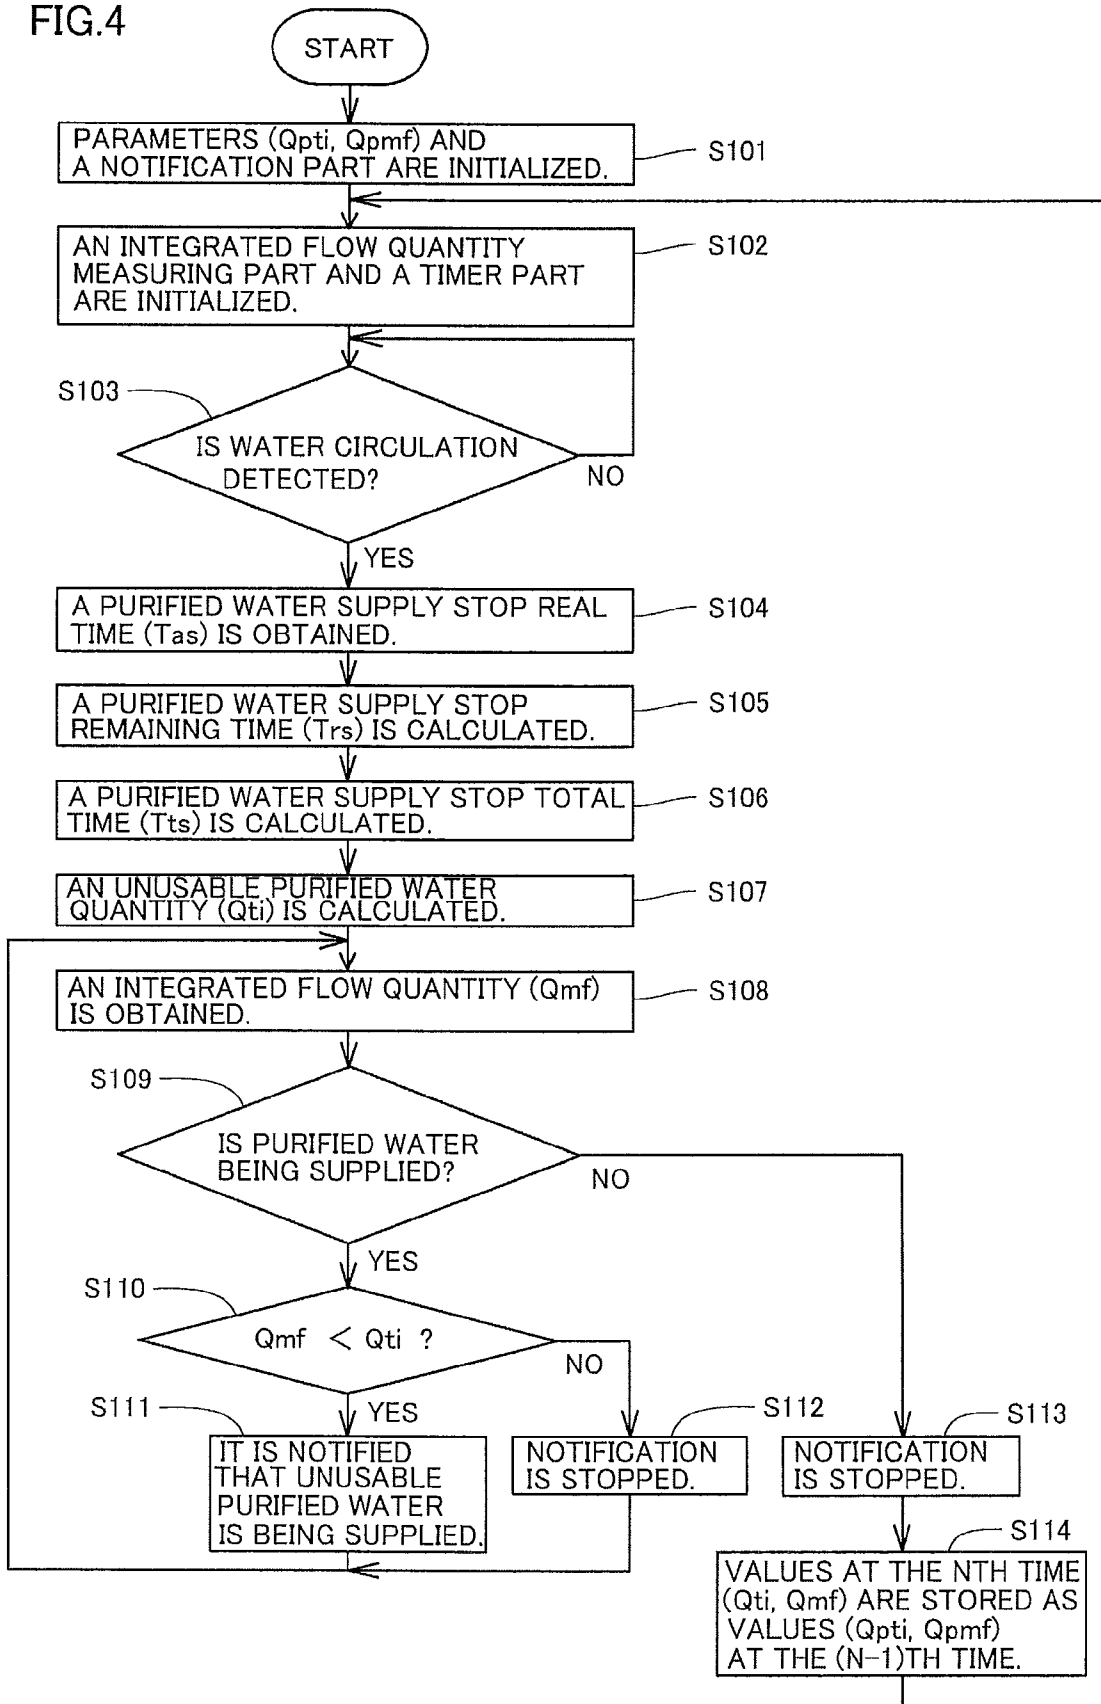 FIG.4
START
PARAMETERS (Qpti, Qpmf) AND
A NOTIFICATION PART ARE INITIALIZED.
S101
AN INTEGRATED FLOW QUANTITY
MEASURING PART AND A TIMER PART
ARE INITIALIZED.
S102
S103
IS WATER CIRCULATION
DETECTED?
NO
YES
A PURIFIED WATER SUPPLY STOP REAL
TIME (Tas) IS OBTAINED.
S104
A PURIFIED WATER SUPPLY STOP
REMAINING TIME (Trs) IS CALCULATED.
S105
A PURIFIED WATER SUPPLY STOP TOTAL
TIME (Tts) IS CALCULATED.
S106
AN UNUSABLE PURIFIED WATER
QUANTITY (Qti) IS CALCULATED.
S107
AN INTEGRATED FLOW QUANTITY (Qmf)
IS OBTAINED.
S108
S109
IS PURIFIED WATER
BEING SUPPLIED?
NO
YES
S110
Qmf < Qti ?
NO
YES
S111
IT IS NOTIFIED
THAT UNUSABLE
PURIFIED WATER
IS BEING SUPPLIED.
S112
NOTIFICATION
IS STOPPED.
S113
NOTIFICATION
IS STOPPED.
S114
VALUES AT THE NTH TIME
(Qti, Qmf) ARE STORED AS
VALUES (Qpti, Qpmf)
AT THE (N-1)TH TIME.